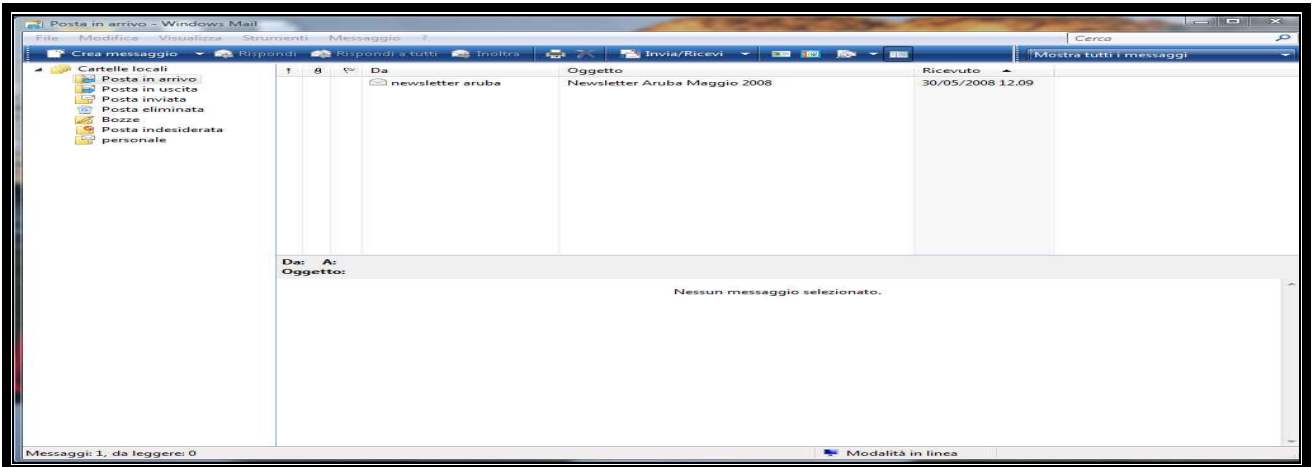 Posta in arrivo - Windows Mail
File Modifica Visualizza Strumenti Messaggio ?
Cerca
Crea messaggio Rispondi Rispondi a tutti Inoltra Invia/Ricevi Mostra tutti i messaggi
Cartelle locali
Posta in arrivo
Posta in uscita
Posta inviata
Posta eliminata
Bozze
Posta indesiderata
personale
! Da Oggetto Ricevuto
newsletter aruba Newsletter Aruba Maggio 2008 30/05/2008 12.09
Da: A:
Oggetto:
Nessun messaggio selezionato.
Messaggi: 1, da leggere: 0 Modalità in linea